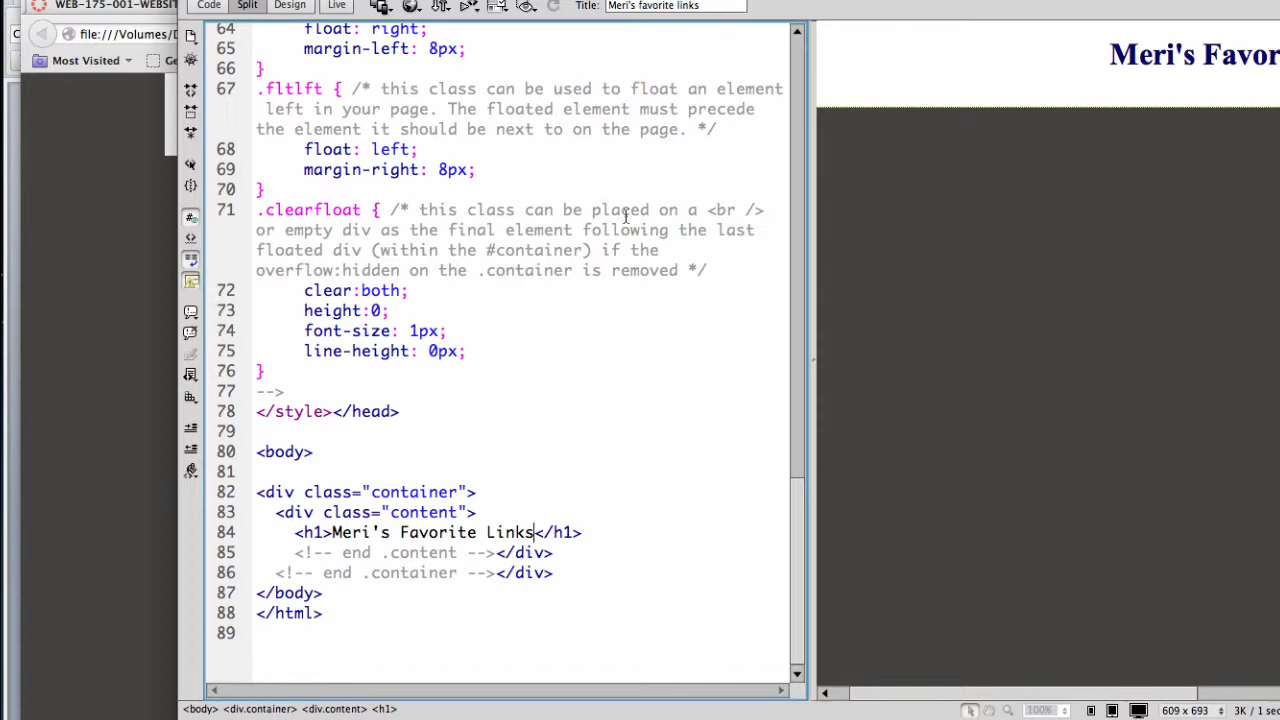 WEB-175-001-WEBSIT
Code Split Design Live Title: Meri's favorite links
file:///Volumes/D
Most Visited Ge
64 float: right;
65 margin-left: 8px;
66 }
67 .fltlft { /* this class can be used to float an element
left in your page. The floated element must precede
the element it should be next to on the page. */
68 float: left;
69 margin-right: 8px;
70 }
71 .clearfloat { /* this class can be placed on a <br />
or empty div as the final element following the last
floated div (within the #container) if the
overflow:hidden on the .container is removed */
72 clear:both;
73 height:0;
74 font-size: 1px;
75 line-height: 0px;
76 }
77 -->
78 </style></head>
79
80 <body>
81
82 <div class="container">
83 <div class="content">
84 <h1>Meri's Favorite Links</h1>
85 <!-- end .content --></div>
86 <!-- end .container --></div>
87 </body>
88 </html>
89
Meri's Favor
<body> <div.container> <div.content> <h1>
100% 609 x 693 3K / 1 sec